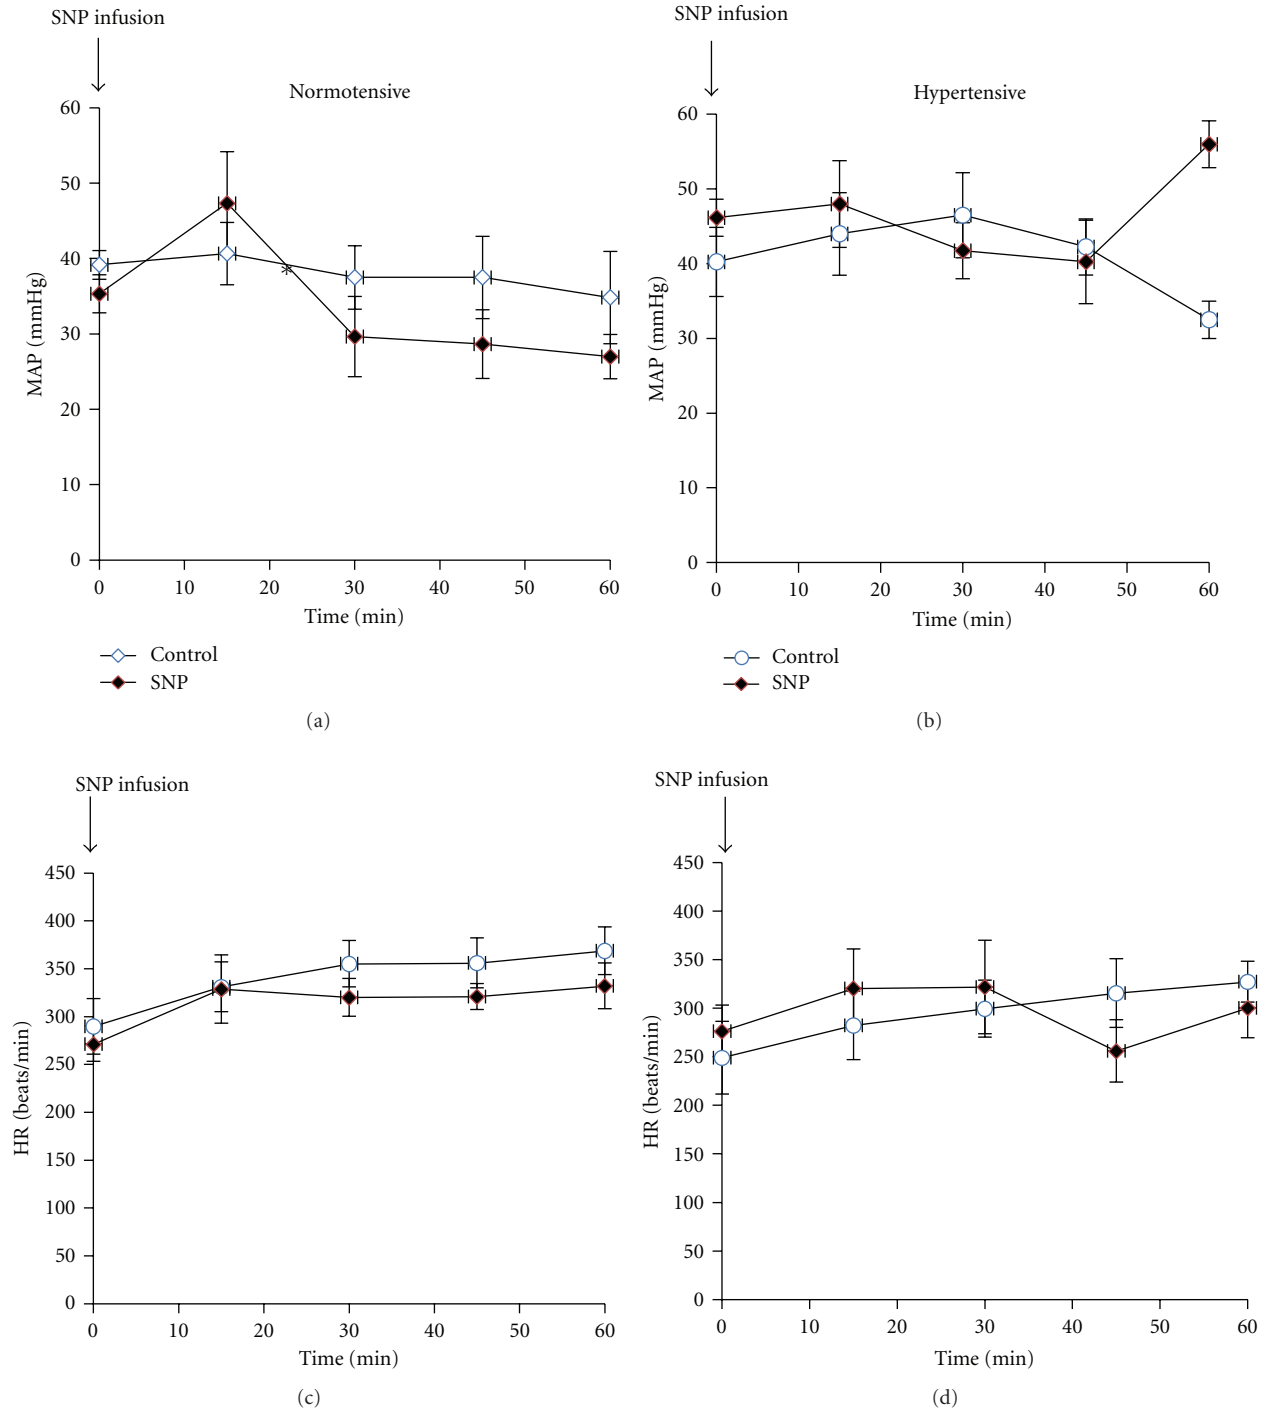 SNP infusion
Normotensive
60
50
40
30
20
10
0
MAP (mmHg)
*
0 10 20 30 40 50 60
Time (min)
Control
SNP
(a)
SNP infusion
Hypertensive
60
50
40
30
20
10
0
MAP (mmHg)
0 10 20 30 40 50 60
Time (min)
Control
SNP
(b)
SNP infusion
450
400
350
300
250
200
150
100
50
0
HR (beats/min)
0 10 20 30 40 50 60
Time (min)
(c)
SNP infusion
450
400
350
300
250
200
150
100
50
0
HR (beats/min)
0 10 20 30 40 50 60
Time (min)
(d)